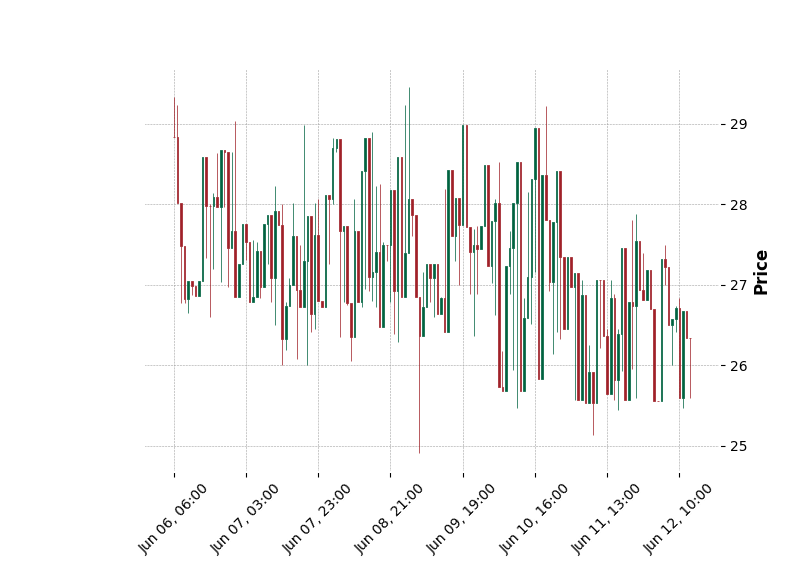 29
28
27
26
25
Price
Jun 06, 06:00
Jun 07, 03:00
Jun 07, 23:00
Jun 08, 21:00
Jun 09, 19:00
Jun 10, 16:00
Jun 11, 13:00
Jun 12, 10:00